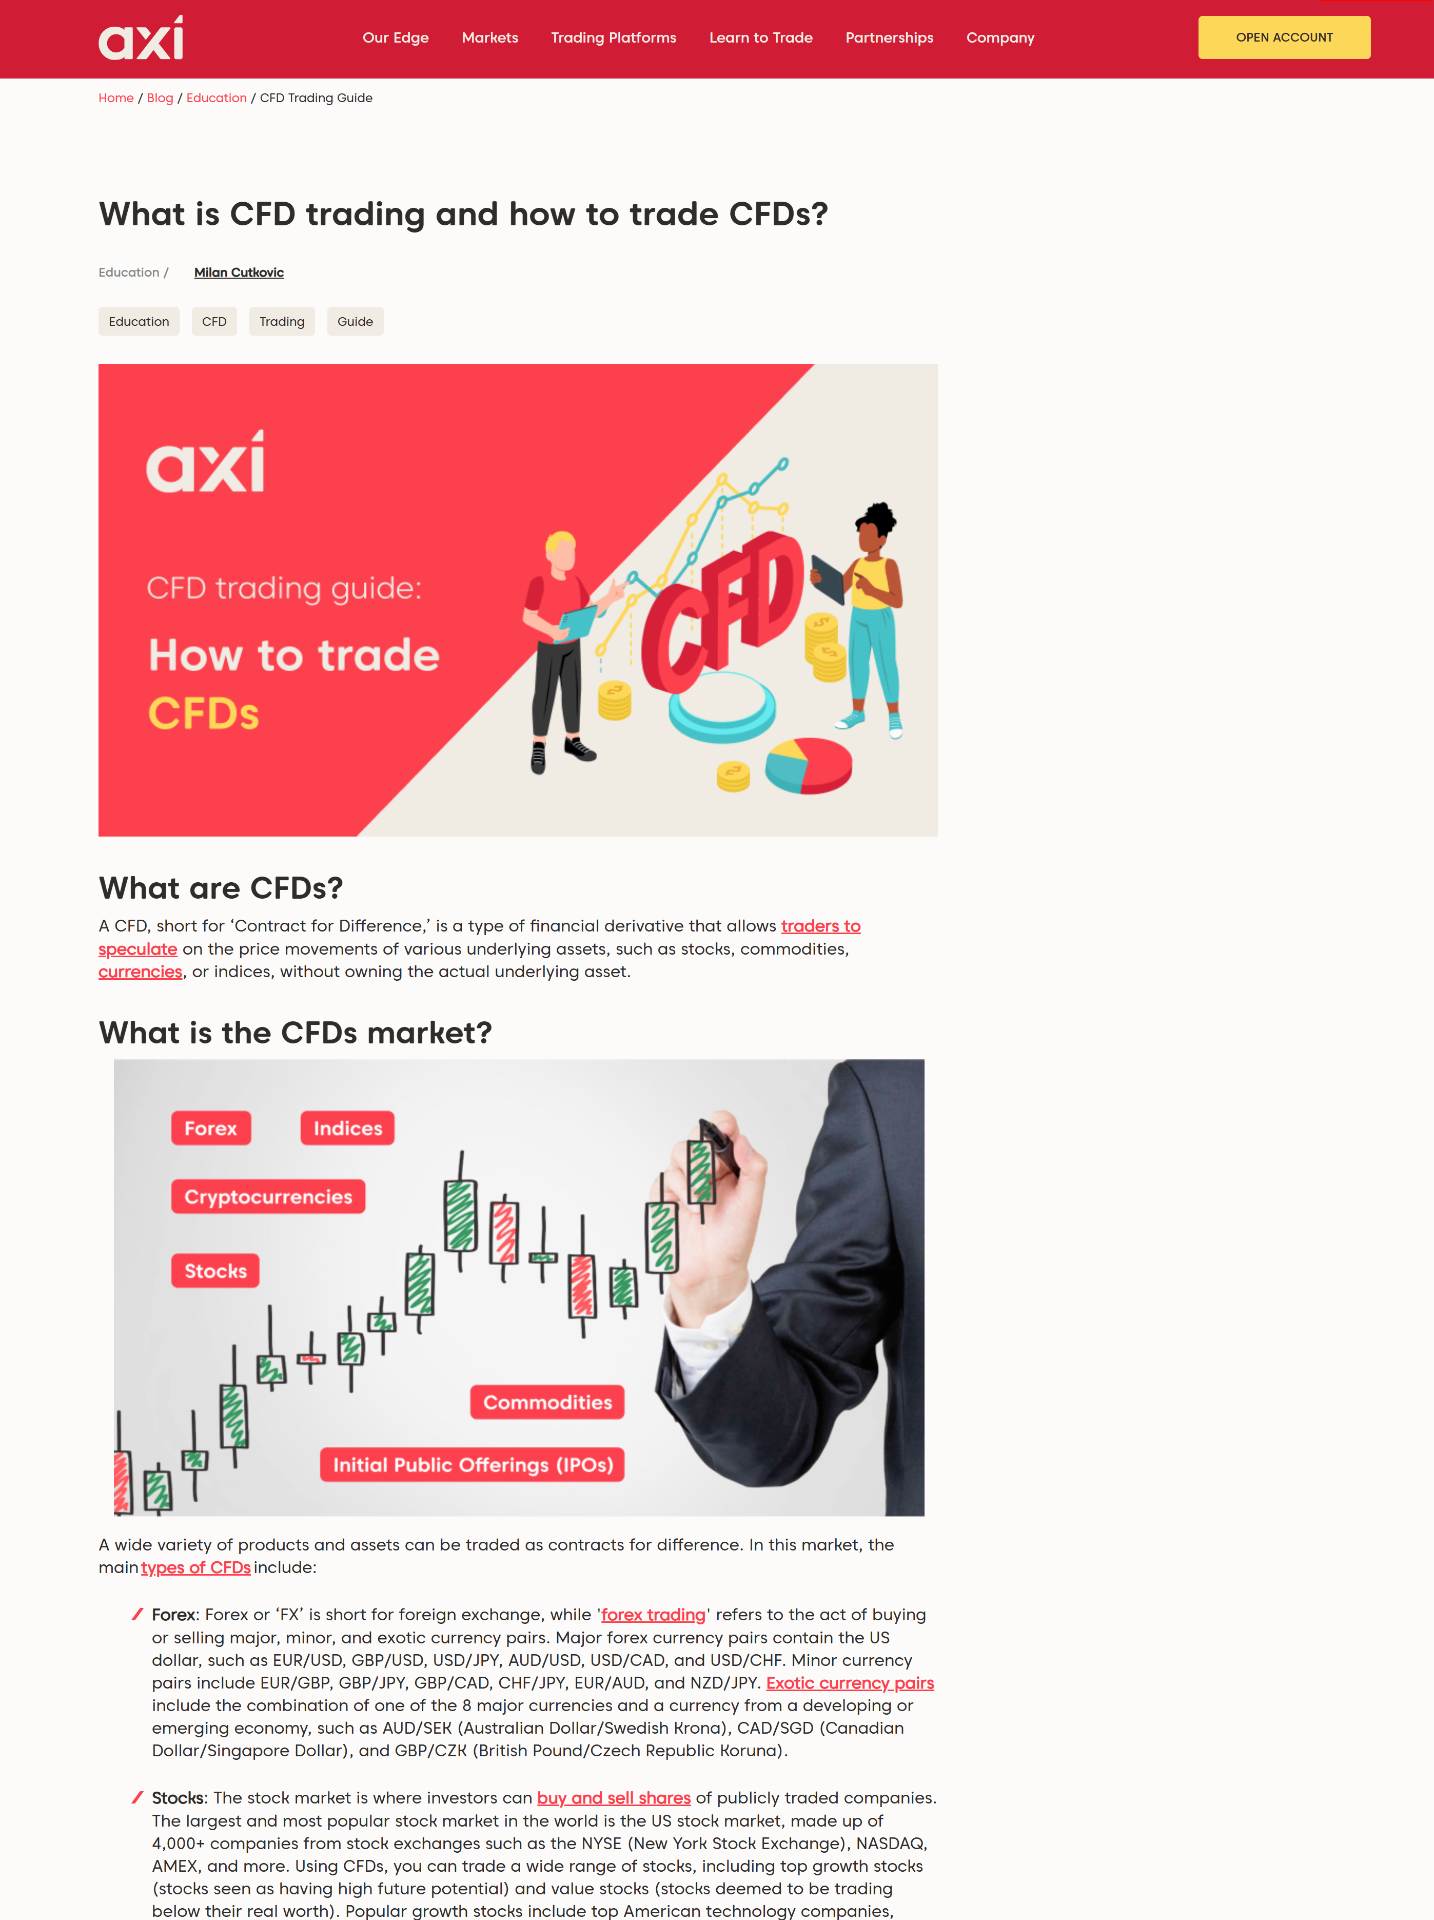 axi
Our Edge
Markets
Trading Platforms
Learn to Trade
Partnerships
Company
OPEN ACCOUNT
Home / Blog / Education / CFD Trading Guide
What is CFD trading and how to trade CFDs?
Education / Milan Cutkovic
Education
CFD
Trading
Guide
axi
CFD trading guide:
How to trade
CFDs
CFD
What are CFDs?
A CFD, short for ‘Contract for Difference,’ is a type of financial derivative that allows traders to
speculate on the price movements of various underlying assets, such as stocks, commodities,
currencies, or indices, without owning the actual underlying asset.
What is the CFDs market?
Forex
Indices
Cryptocurrencies
Stocks
Commodities
Initial Public Offerings (IPOs)
A wide variety of products and assets can be traded as contracts for difference. In this market, the
main types of CFDs include:
Forex: Forex or ‘FX’ is short for foreign exchange, while 'forex trading' refers to the act of buying
or selling major, minor, and exotic currency pairs. Major forex currency pairs contain the US
dollar, such as EUR/USD, GBP/USD, USD/JPY, AUD/USD, USD/CAD, and USD/CHF. Minor currency
pairs include EUR/GBP, GBP/JPY, GBP/CAD, CHF/JPY, EUR/AUD, and NZD/JPY. Exotic currency pairs
include the combination of one of the 8 major currencies and a currency from a developing or
emerging economy, such as AUD/SEK (Australian Dollar/Swedish Krona), CAD/SGD (Canadian
Dollar/Singapore Dollar), and GBP/CZK (British Pound/Czech Republic Koruna).
Stocks: The stock market is where investors can buy and sell shares of publicly traded companies.
The largest and most popular stock market in the world is the US stock market, made up of
4,000+ companies from stock exchanges such as the NYSE (New York Stock Exchange), NASDAQ,
AMEX, and more. Using CFDs, you can trade a wide range of stocks, including top growth stocks
(stocks seen as having high future potential) and value stocks (stocks deemed to be trading
below their real worth). Popular growth stocks include top American technology companies,